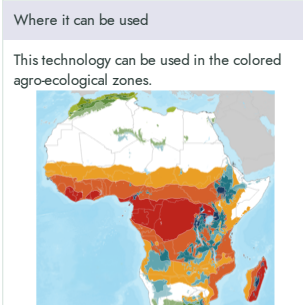 Where it can be used
This technology can be used in the colored
agro-ecological zones.